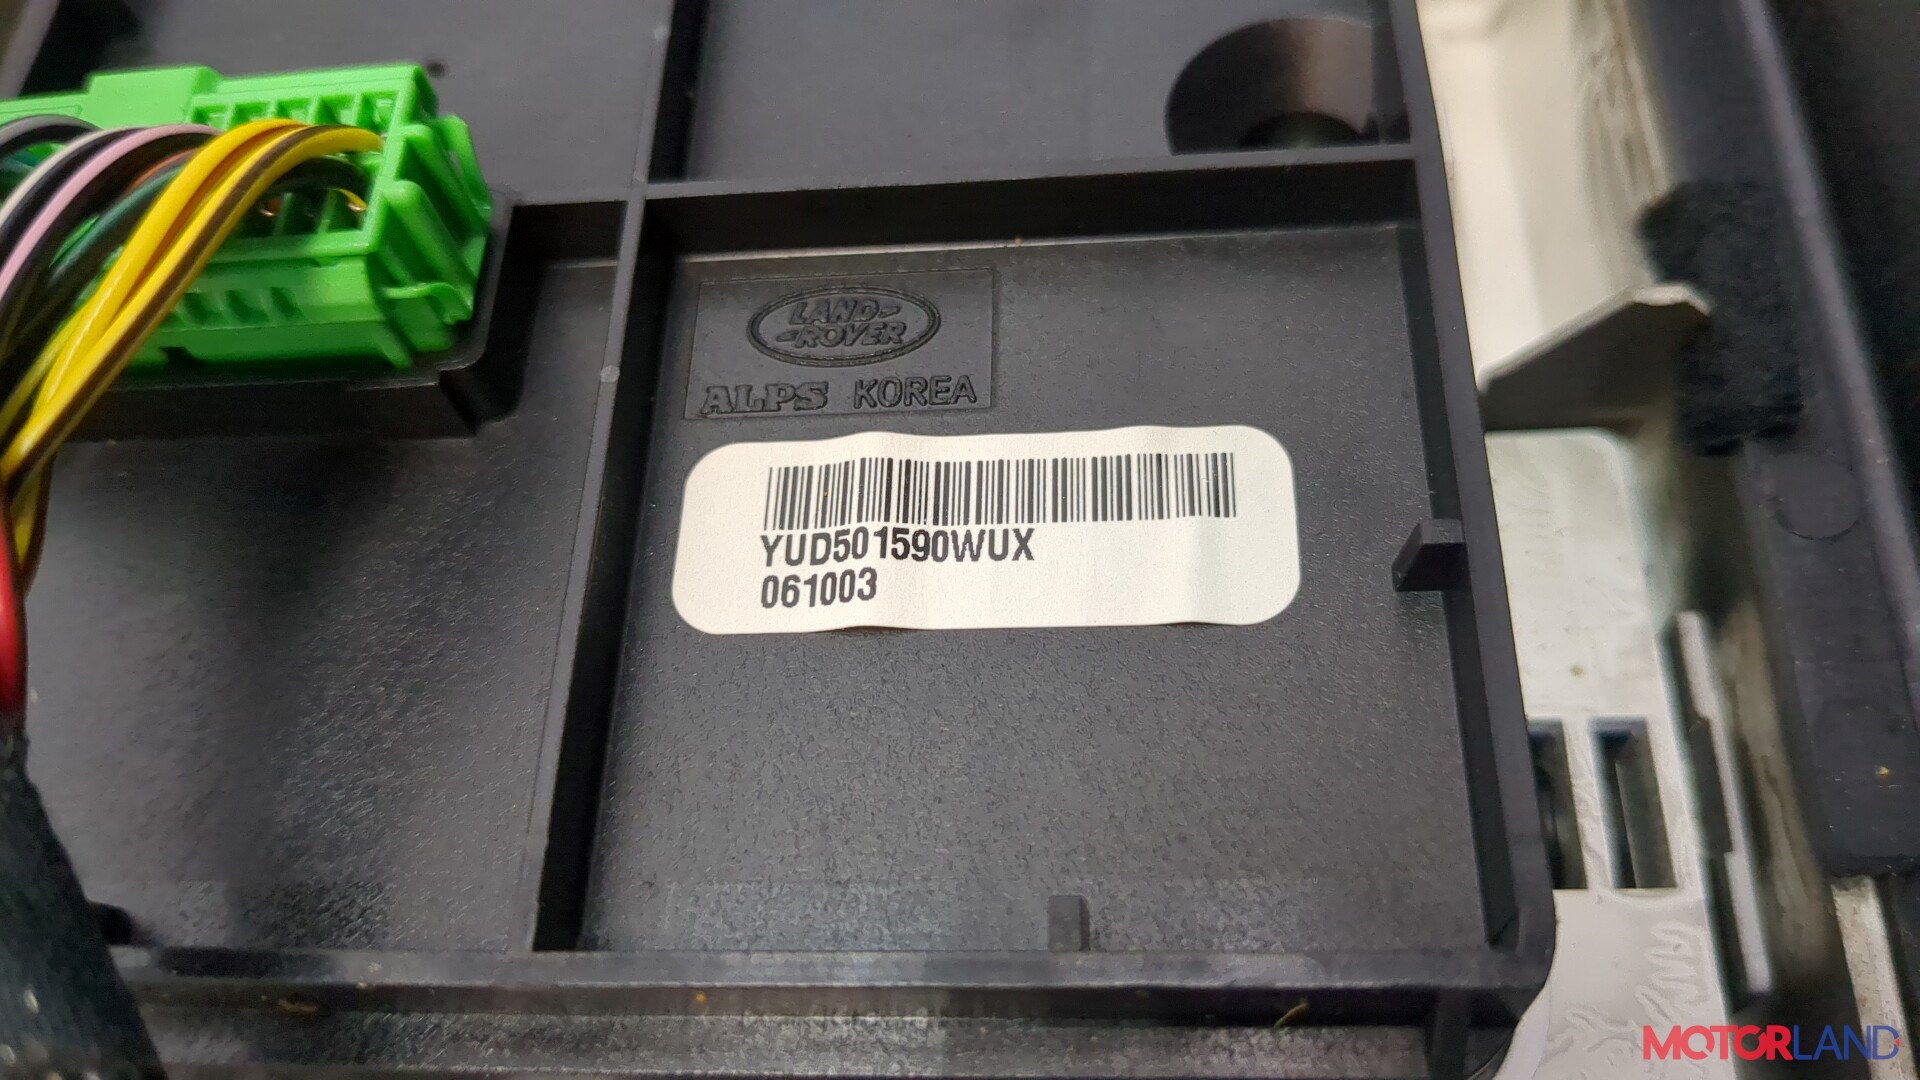 LAND-
-ROVER
ALPS KOREA
YUD501590WUX
061003
MOTORLAND